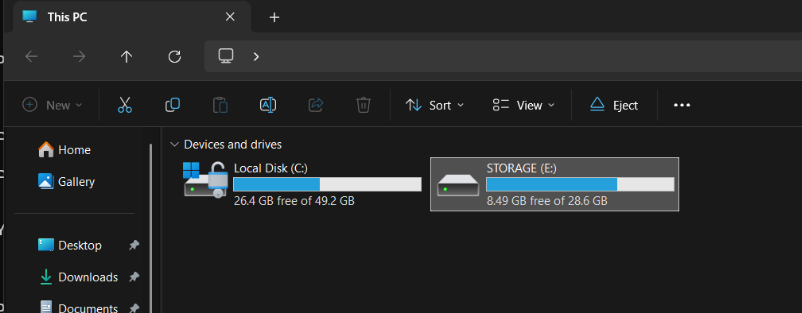 This PC
New
Sort
View
Eject
Home
Gallery
Desktop
Downloads
Documents
Devices and drives
Local Disk (C:)
26.4 GB free of 49.2 GB
STORAGE (E:)
8.49 GB free of 28.6 GB